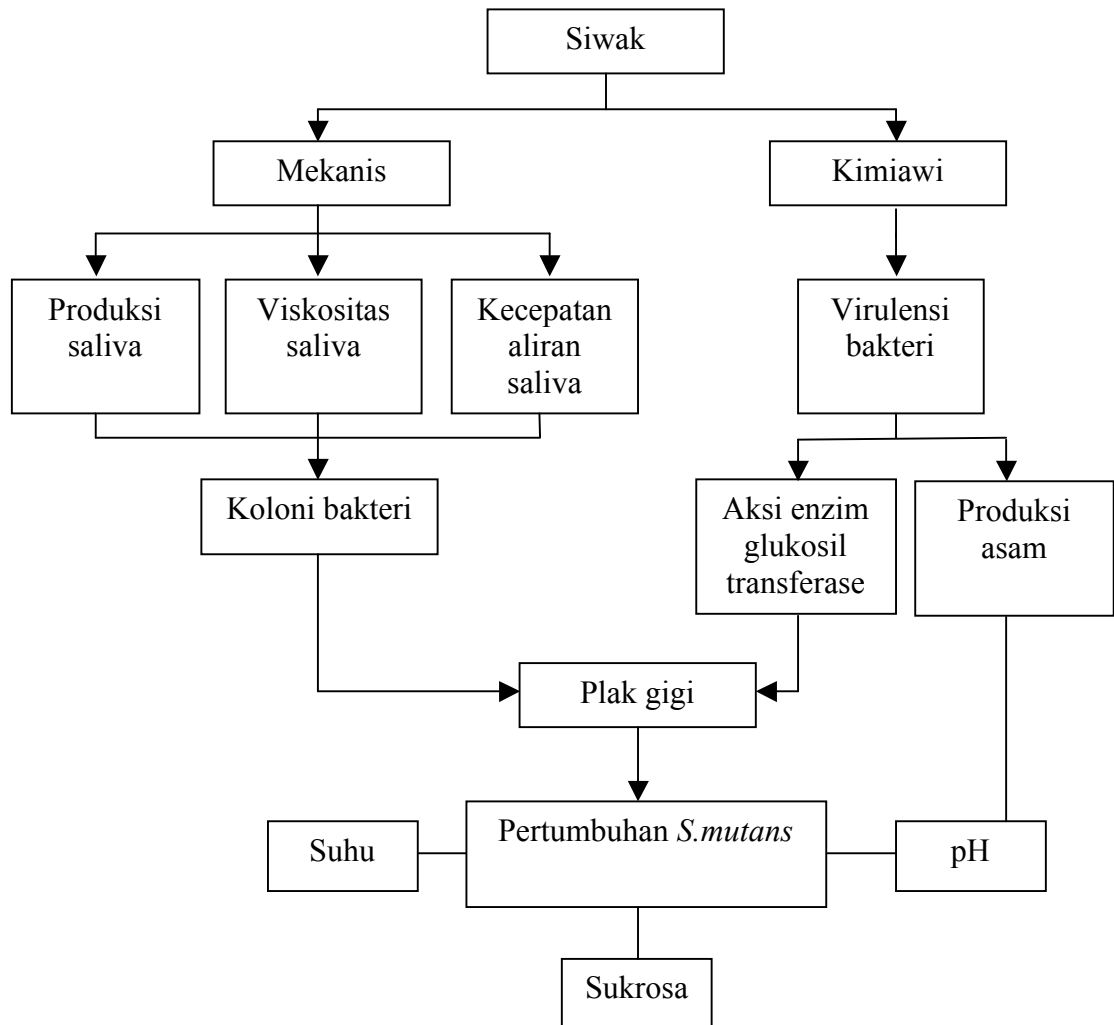 Siwak
Mekanis
Kimiawi
Produksi
saliva
Viskositas
saliva
Kecepatan
aliran
saliva
Virulensi
bakteri
Koloni bakteri
Aksi enzim
glukosil
transferase
Produksi
asam
Plak gigi
Suhu
Pertumbuhan S.mutans
pH
Sukrosa